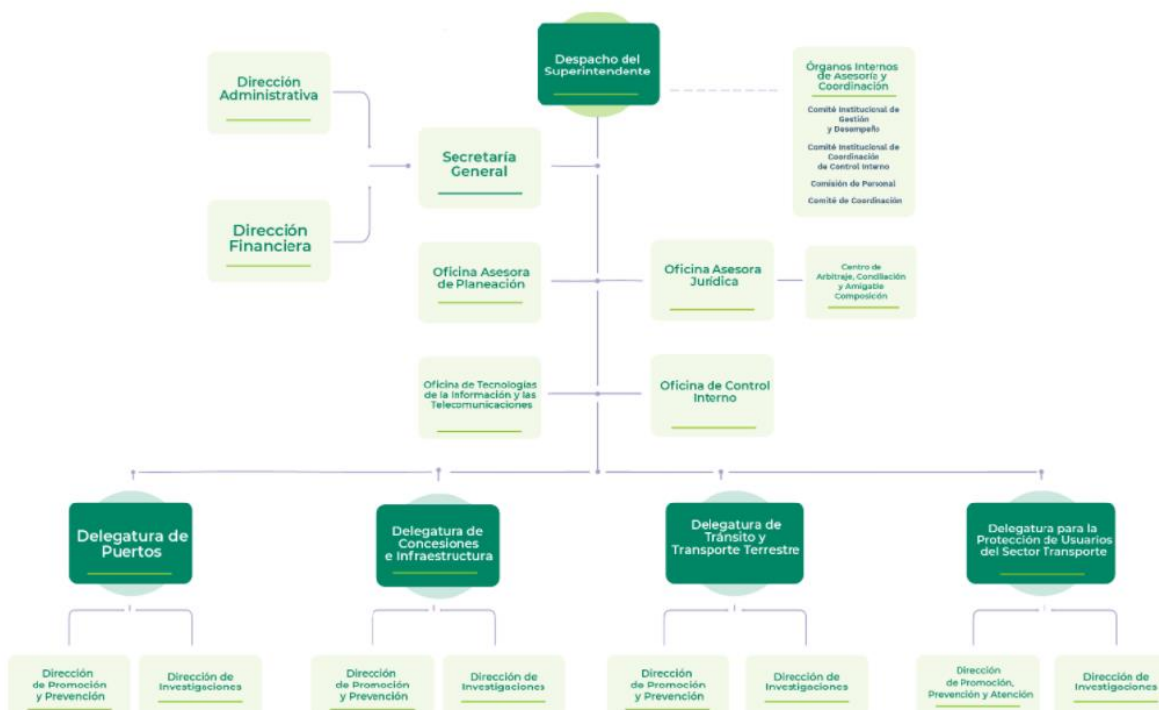 Despacho del
Superintendente
Dirección
Administrativa
Órganos Internos
de Asesoría y
Coordinación
Comité Institucional de
Gestión
y Desempeño
Comité Institucional de
Coordinación
de Control Interno
Comisión de Personal
Comité de Coordinación
Secretaría
General
Dirección
Financiera
Oficina Asesora
de Planeación
Oficina Asesora
Jurídica
Centro de
Arbitraje, Conciliación
y Amigable
Composicón
Oficina de Tecnologías
de la Información y las
Telecomunicaciones
Oficina de Control
Interno
Delegatura de
Puertos
Delegatura de
Concesiones
e Infraestructura
Delegatura de
Tránsito y
Transporte Terrestre
Delegatura para la
Protección de Usuarios
del Sector Transporte
Dirección
de Promoción
y Prevención
Dirección de
Investigaciones
Dirección
de Promoción
y Prevención
Dirección de
Investigaciones
Dirección
de Promoción
y Prevención
Dirección de
Investigaciones
Dirección
de Promoción,
Prevención y Atención
Dirección de
Investigaciones